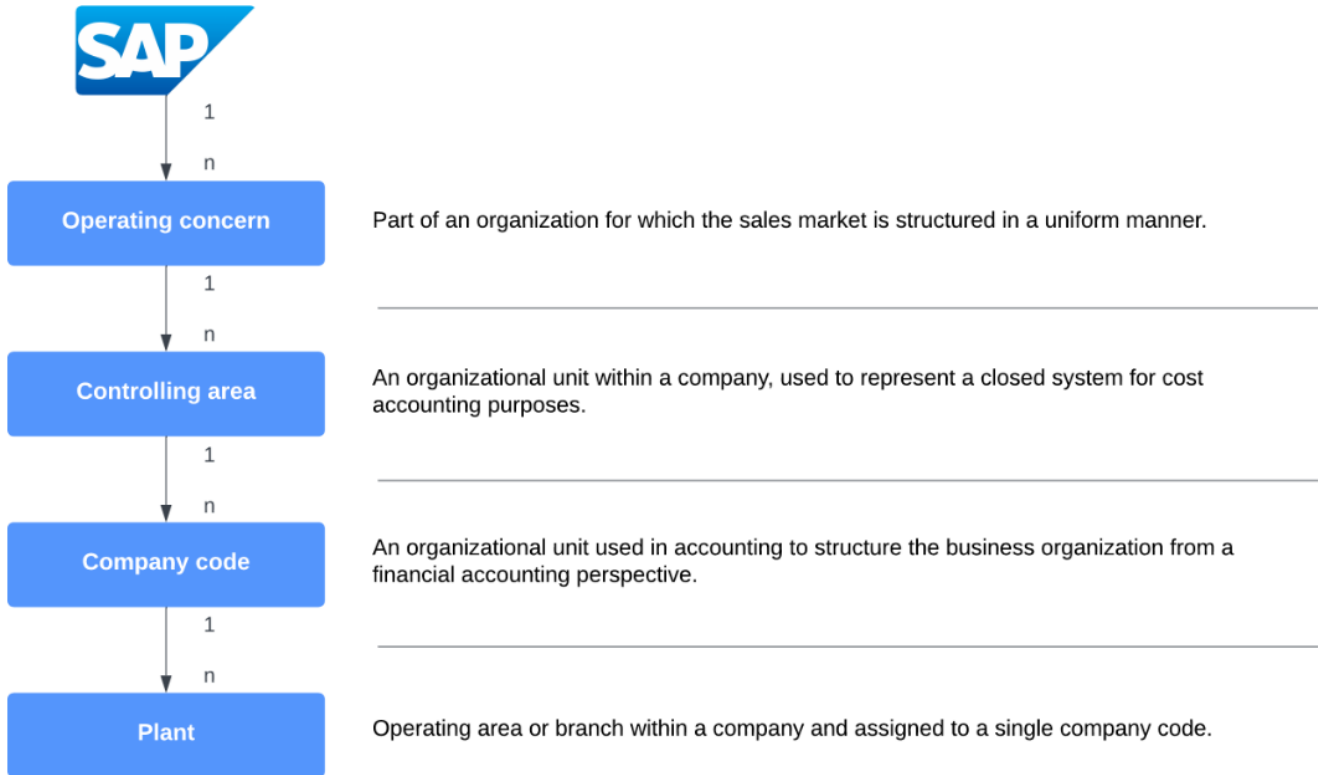 SAP
1
n
Operating concern
Part of an organization for which the sales market is structured in a uniform manner.
1
n
Controlling area
An organizational unit within a company, used to represent a closed system for cost
accounting purposes.
1
n
Company code
An organizational unit used in accounting to structure the business organization from a
financial accounting perspective.
1
n
Plant
Operating area or branch within a company and assigned to a single company code.